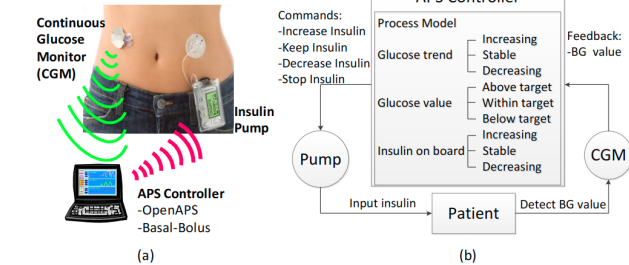 Continuous
Glucose
Monitor
(CGM)
Insulin
Pump
APS Controller
-OpenAPS
-Basal-Bolus
(a)
APS Controller
Commands:
-Increase Insulin
-Keep Insulin
-Decrease Insulin
-Stop Insulin
Process Model
Glucose trend
Increasing
Stable
Decreasing
Glucose value
Above target
Within target
Below target
Insulin on board
Increasing
Stable
Decreasing
Feedback:
-BG value
Pump
CGM
Input insulin
Patient
Detect BG value
(b)